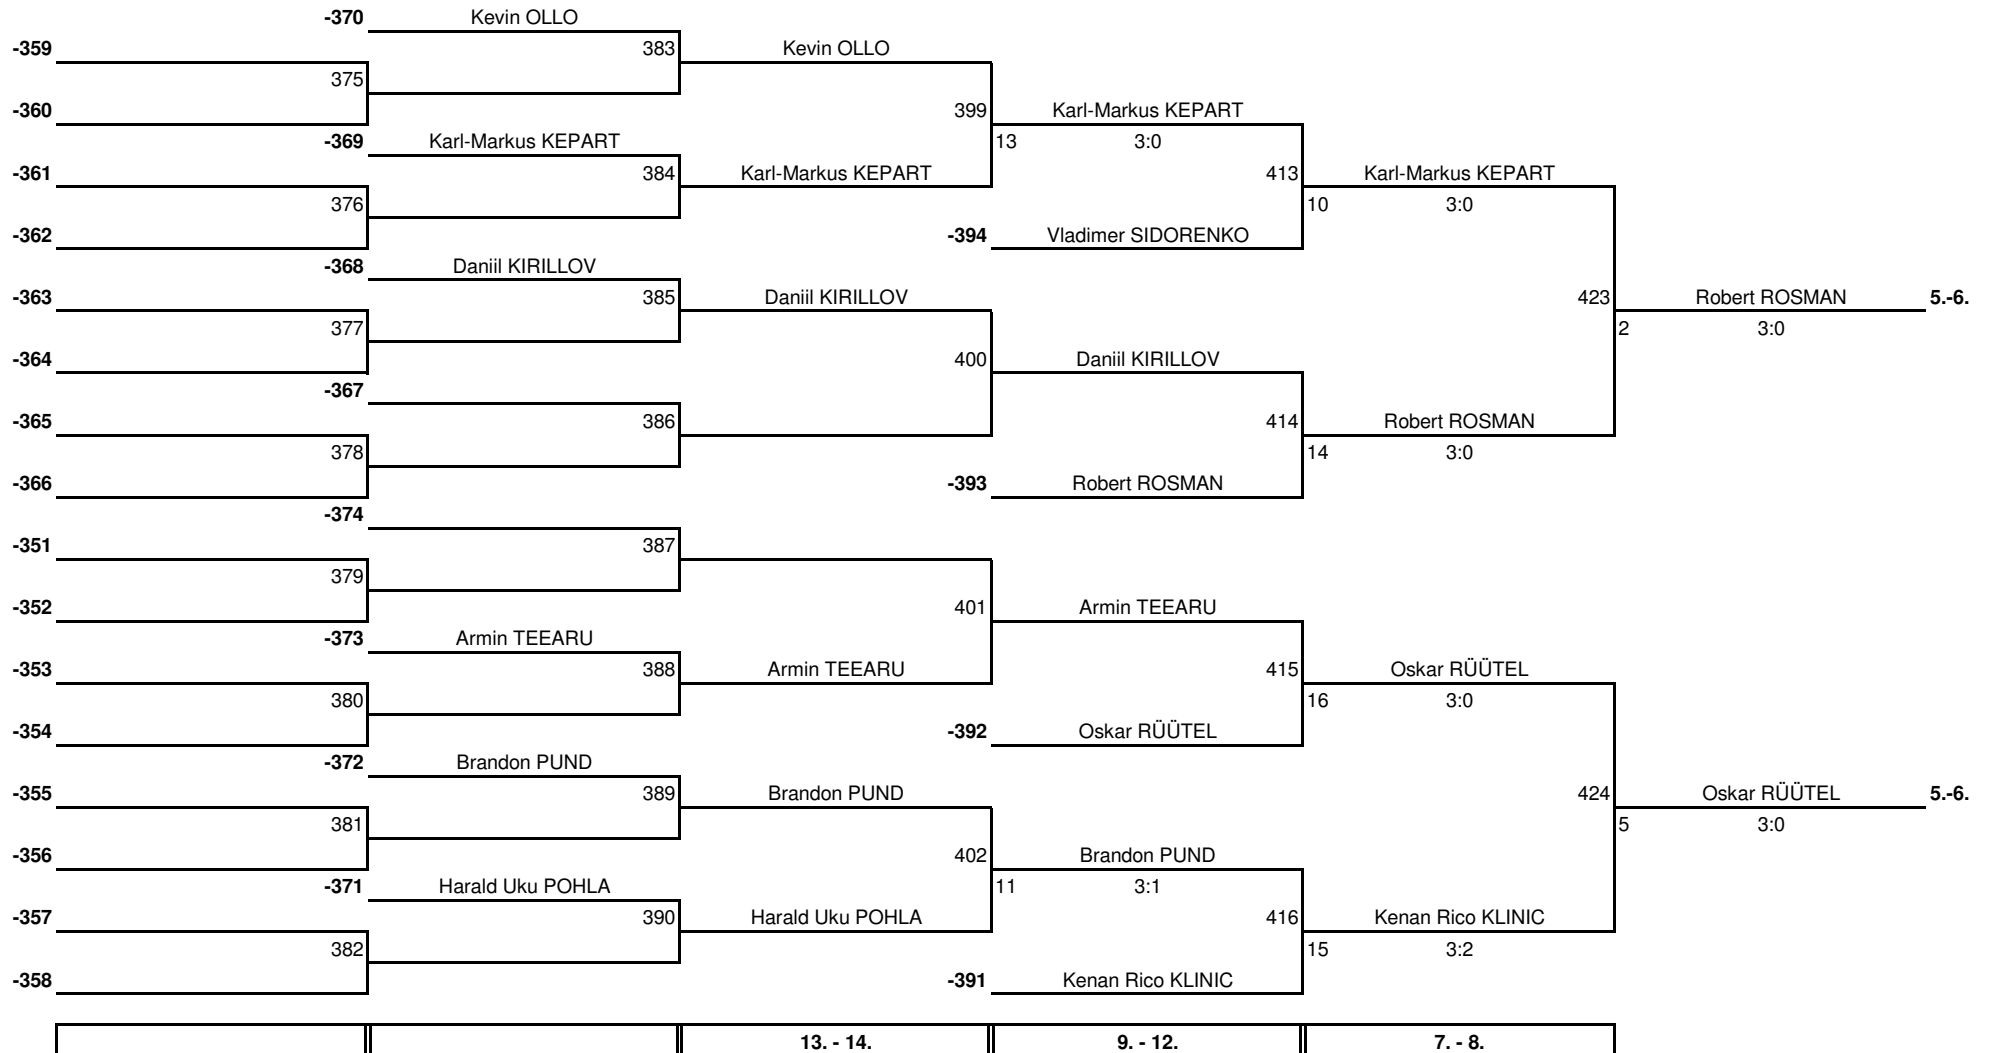 -370 Kevin OLLO
-359 383 Kevin OLLO
375
-360 399 Karl-Markus KEPART
-369 Karl-Markus KEPART 13 3:0
-361 384 Karl-Markus KEPART 413 Karl-Markus KEPART
376 10 3:0
-362 -394 Vladimer SIDORENKO
-368 Daniil KIRILLOV
-363 385 Daniil KIRILLOV 423 Robert ROSMAN 5.-6.
377 2 3:0
-364 400 Daniil KIRILLOV
-367
-365 386 414 Robert ROSMAN
378 14 3:0
-366 -393 Robert ROSMAN
-374
-351 387
379
-352 401 Armin TEEARU
-373 Armin TEEARU
-353 388 Armin TEEARU 415 Oskar RÜÜTEL
380 16 3:0
-354 -392 Oskar RÜÜTEL
-372 Brandon PUND
-355 389 Brandon PUND 424 Oskar RÜÜTEL 5.-6.
381 5 3:0
-356 402 Brandon PUND
-371 Harald Uku POHLA 11 3:1
-357 390 Harald Uku POHLA 416 Kenan Rico KLINIC
382 15 3:2
-358 -391 Kenan Rico KLINIC
13. - 14. 9. - 12. 7. - 8.